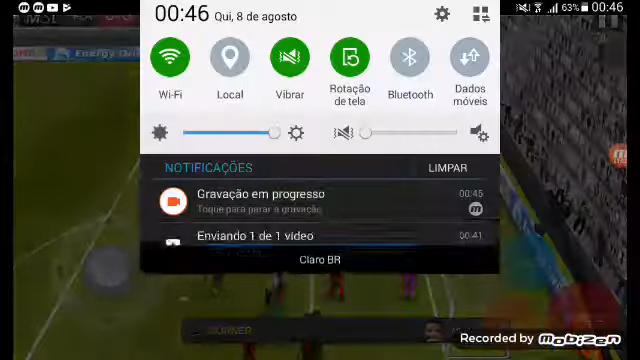 00:46 Qui, 8 de agosto
63% 00:46
Wi-Fi
Local
Vibrar
Rotação de tela
Bluetooth
Dados móveis
NOTIFICAÇÕES LIMPAR
Gravação em progresso 00:45
Toque para parar a gravação
Enviando 1 de 1 vídeo 00:41
Claro BR
Energy
Recorded by Mobizen